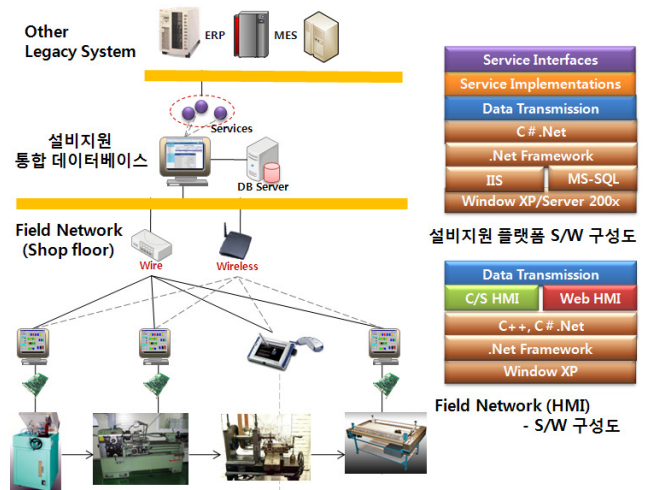 Other
Legacy System
ERP
MES
Services
설비지원
통합 데이터베이스
DB Server
Field Network
(Shop floor)
Wire
Wireless
Service Interfaces
Service Implementations
Data Transmission
C#.Net
.Net Framework
IIS
MS-SQL
Window XP/Server 200x
설비지원 플랫폼 S/W 구성도
Data Transmission
C/S HMI
Web HMI
C++, C#.Net
.Net Framework
Window XP
Field Network (HMI)
- S/W 구성도